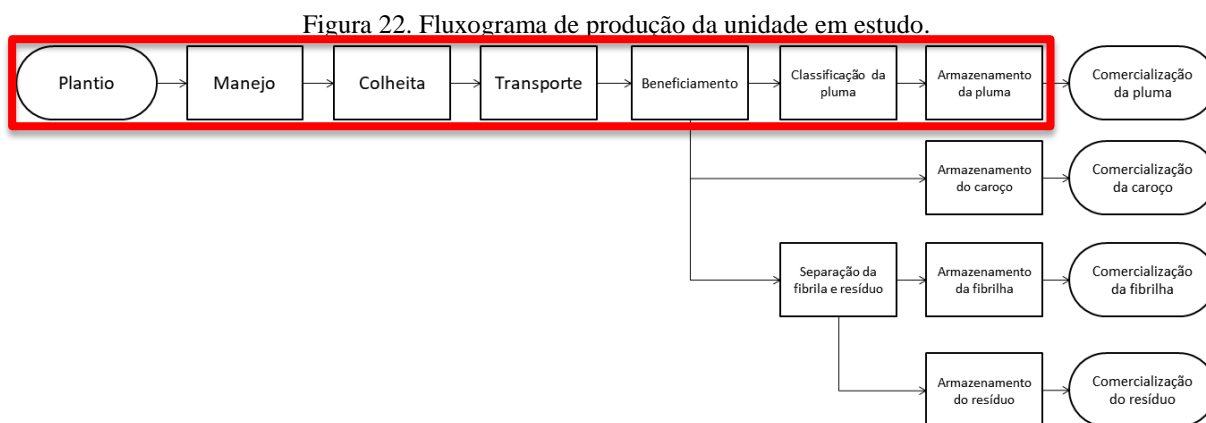 Figura 22. Fluxograma de produção da unidade em estudo.
Plantio
Manejo
Colheita
Transporte
Beneficiamento
Classificação da
pluma
Armazenamento
da pluma
Comercialização
da pluma
Armazenamento
do caroço
Comercialização
da caroço
Separação da
fibrila e resíduo
Armazenamento
da fibrilha
Comercialização
da fibrilha
Armazenamento
do resíduo
Comercialização
do resíduo